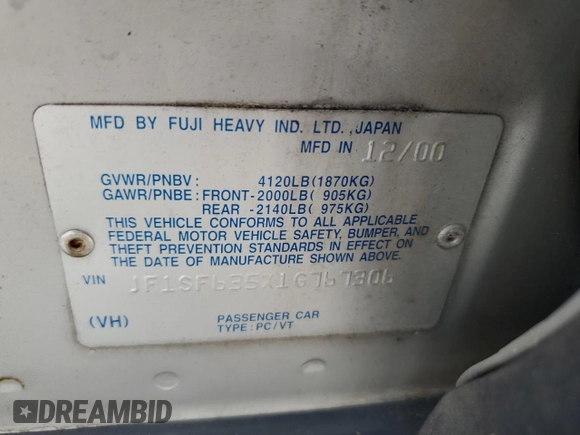 MFD BY FUJI HEAVY IND. LTD., JAPAN
MFD IN 12/00
GVWR/PNBV: 4120LB(1870KG)
GAWR/PNBE: FRONT-2000LB( 905KG)
REAR -2140LB( 975KG)
THIS VEHICLE CONFORMS TO ALL APPLICABLE
FEDERAL MOTOR VEHICLE SAFETY, BUMPER, AND
THEFT PREVENTION STANDARDS IN EFFECT ON
THE DATE OF MANUFACTURE SHOWN ABOVE.
VIN JF1SF635X1G767306
(VH) PASSENGER CAR
TYPE: PC/VT
DREAMBID